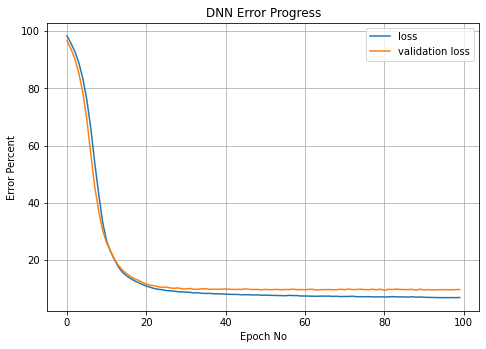 DNN Error Progress
100
80
60
40
20
Error Percent
loss
validation loss
0
20
40
60
80
100
Epoch No